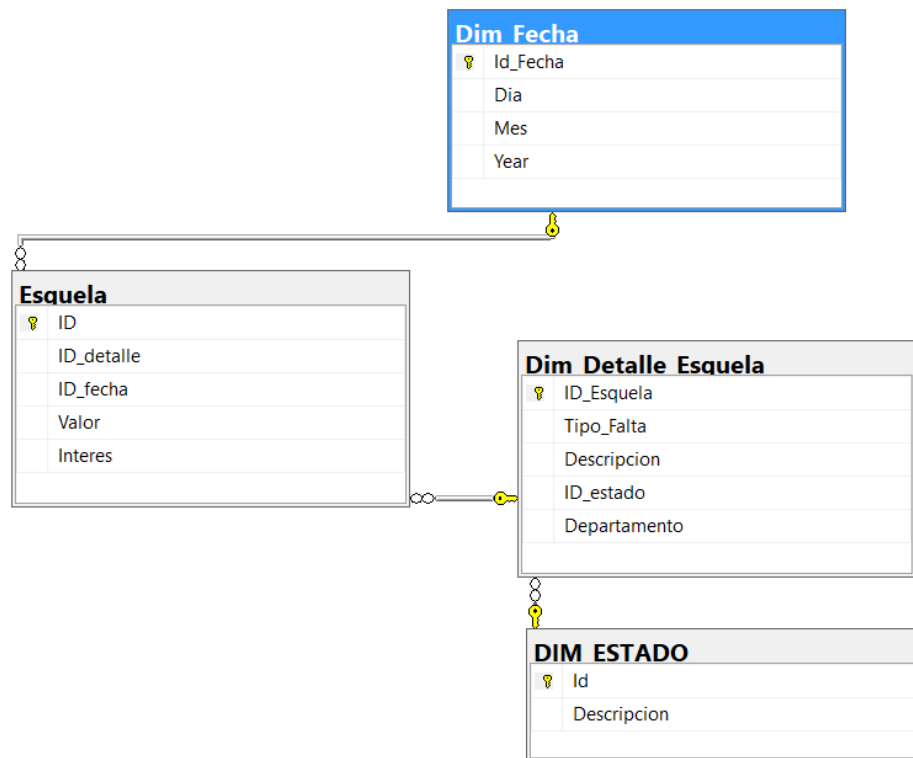 Dim_Fecha
Id_Fecha
Dia
Mes
Year
Esquela
ID
ID_detalle
ID_fecha
Valor
Interes
Dim_Detalle_Esquela
ID_Esquela
Tipo_Falta
Descripcion
ID_estado
Departamento
DIM_ESTADO
Id
Descripcion